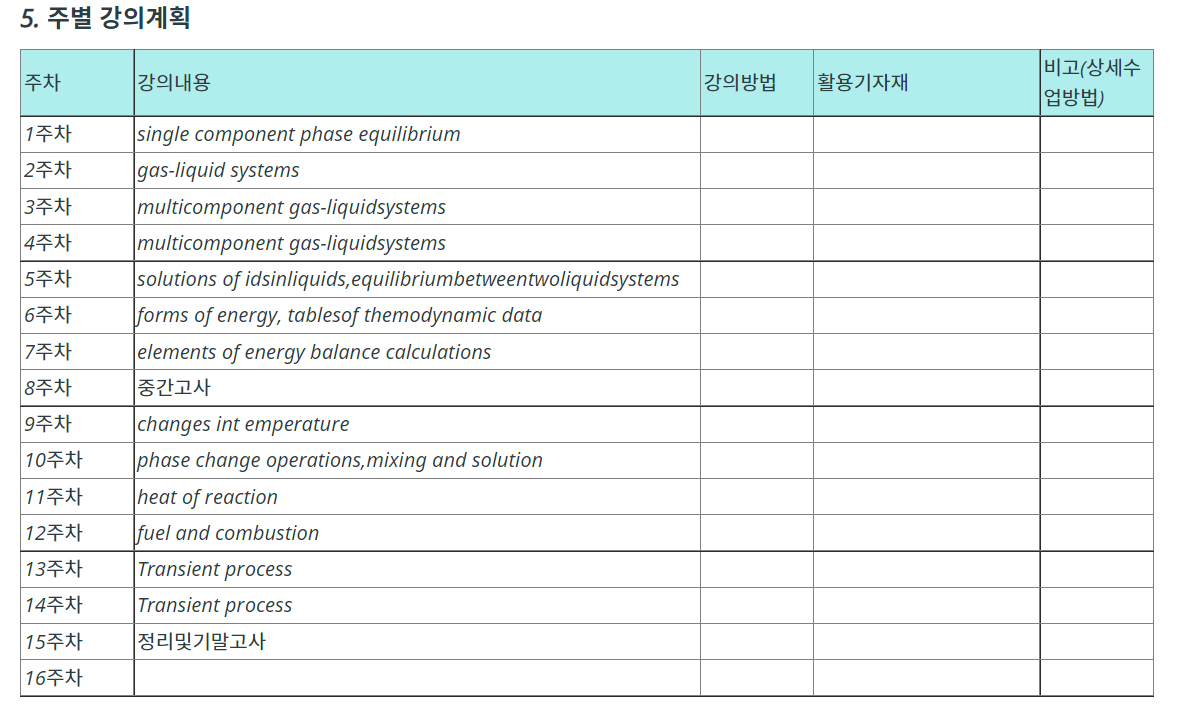 5. 주별 강의계획
주차 강의내용 강의방법 활용기자재 비고(상세수
업방법)
1주차 single component phase equilibrium
2주차 gas-liquid systems
3주차 multicomponent gas-liquidsystems
4주차 multicomponent gas-liquidsystems
5주차 solutions of idsinliquids,equilibriumbetweentwoliquidsystems
6주차 forms of energy, tablesof themodynamic data
7주차 elements of energy balance calculations
8주차 중간고사
9주차 changes int emperature
10주차 phase change operations,mixing and solution
11주차 heat of reaction
12주차 fuel and combustion
13주차 Transient process
14주차 Transient process
15주차 정리및기말고사
16주차